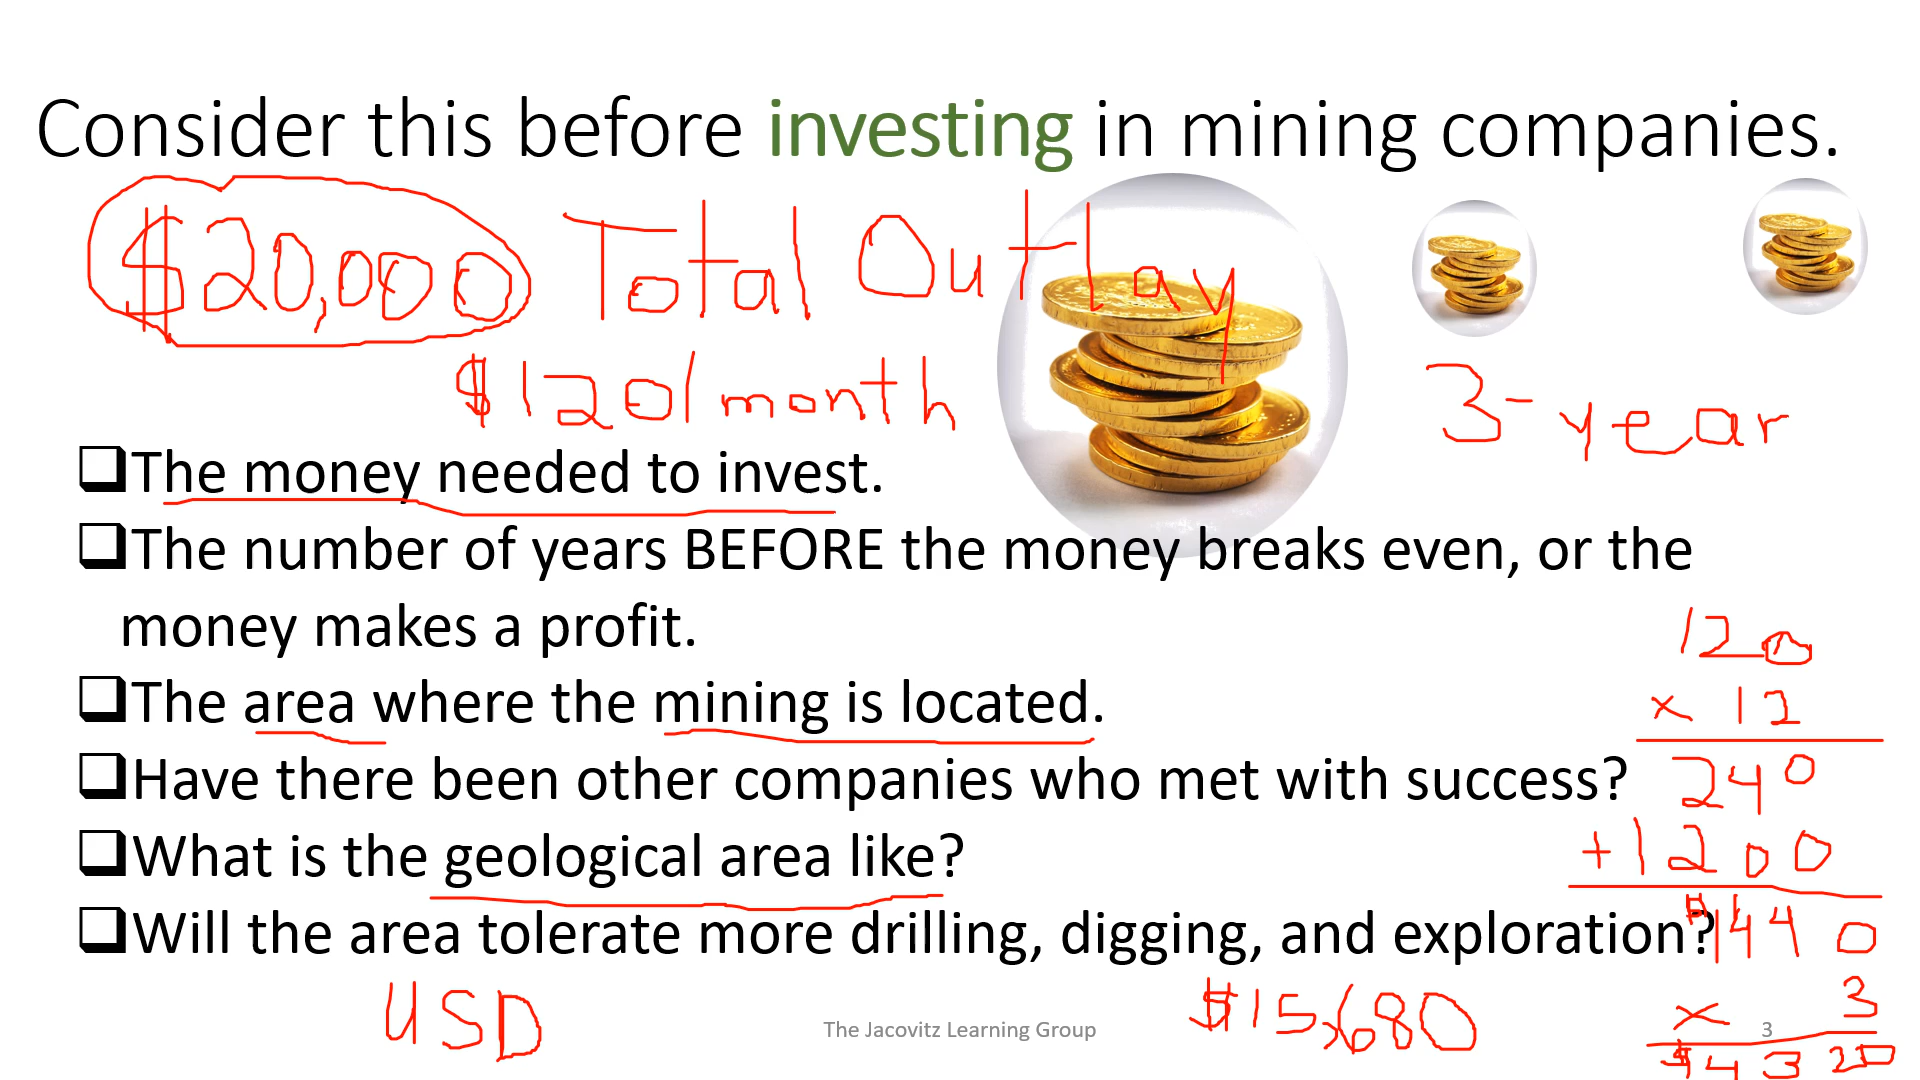 Consider this before investing in mining companies.
$20,000 Total Outlay
$120/month
3-year
❑The money needed to invest.
❑The number of years BEFORE the money breaks even, or the
money makes a profit.
❑The area where the mining is located.
❑Have there been other companies who met with success?
❑What is the geological area like?
❑Will the area tolerate more drilling, digging, and exploration?
120
x 12
240
+1200
$1440
x 3
$4320
USD
$15,680
The Jacovitz Learning Group
3